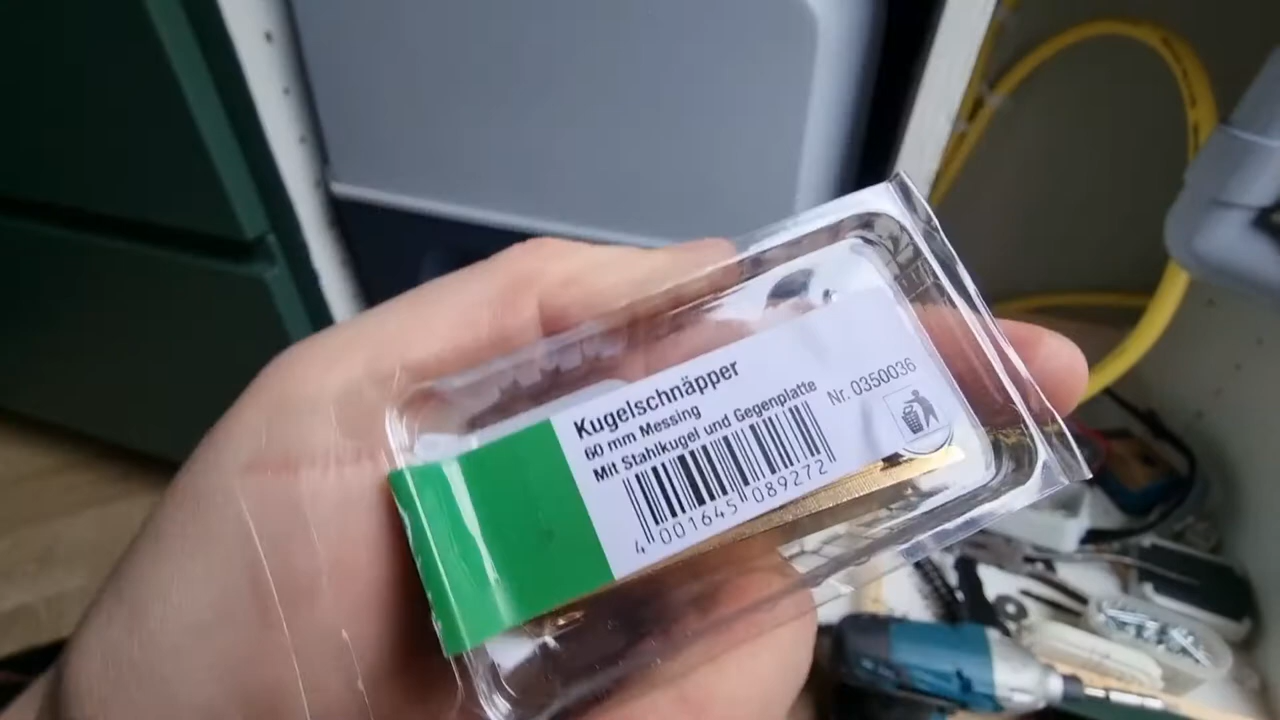 Kugelschnäpper
60 mm Messing
Mit Stahlkugel und Gegenplatte
Nr. 0350036
4 001645 089272